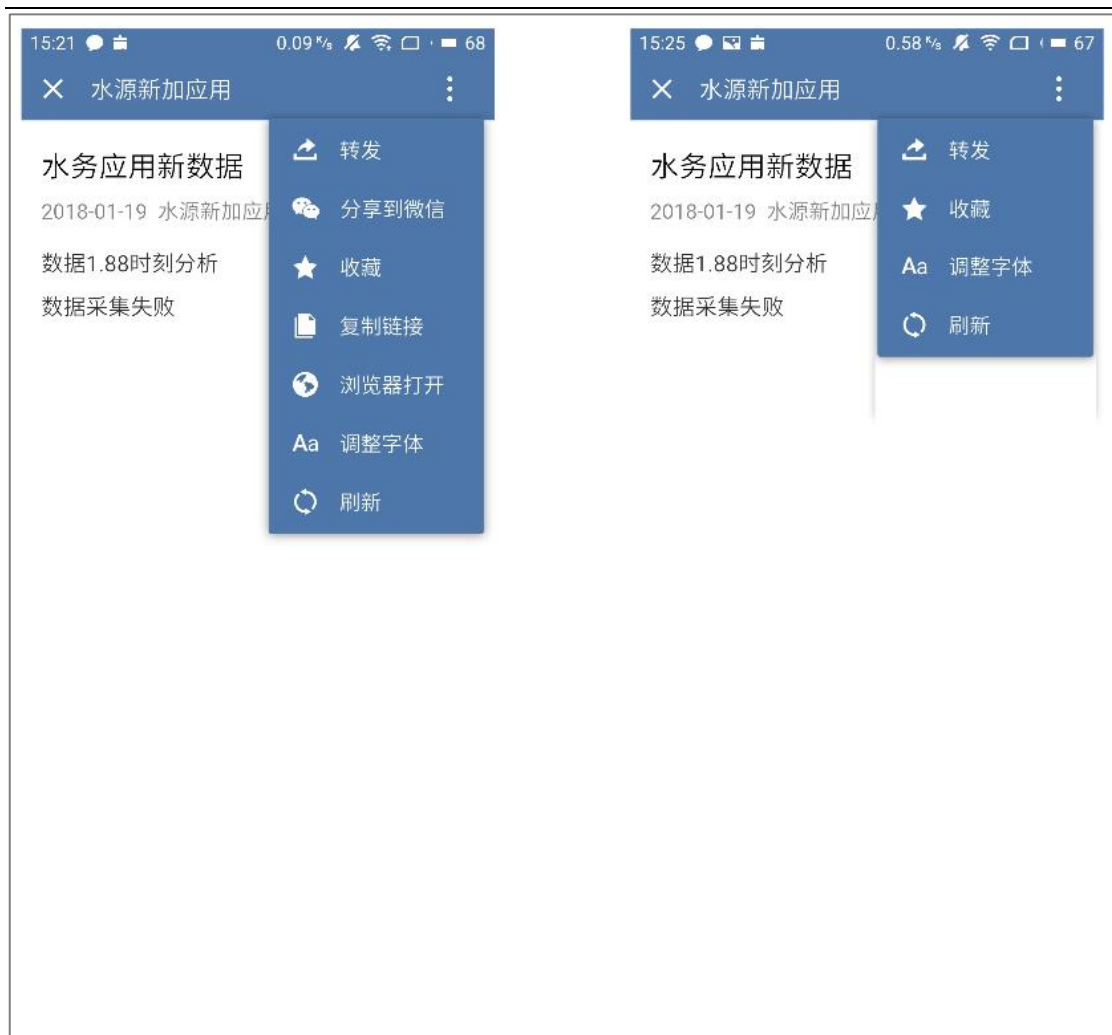 15:21 0.09 K/s 68
水源新加应用
水务应用新数据
2018-01-19 水源新加应
数据1.88时刻分析
数据采集失败
转发
分享到微信
收藏
复制链接
浏览器打开
Aa 调整字体
刷新
15:25 0.58 K/s 67
水源新加应用
水务应用新数据
2018-01-19 水源新加应
数据1.88时刻分析
数据采集失败
转发
收藏
Aa 调整字体
刷新